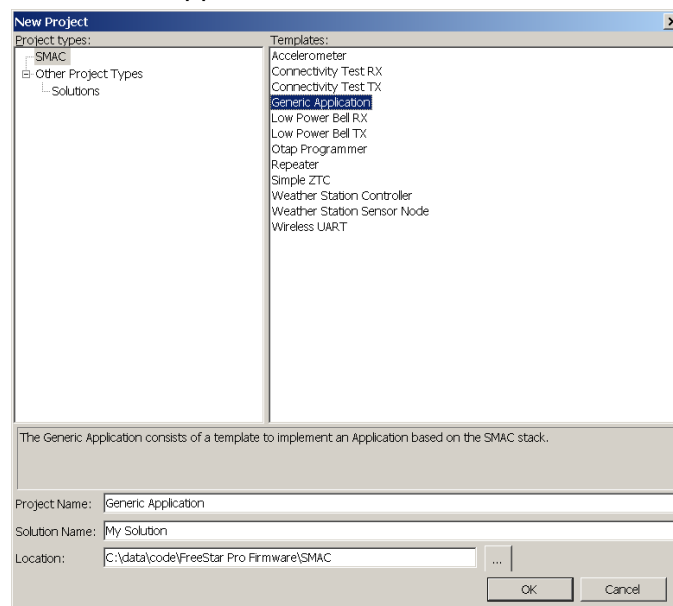 New Project
Project types:
SMAC
Other Project Types
Solutions
Templates:
Accelerometer
Connectivity Test RX
Connectivity Test TX
Generic Application
Low Power Bell RX
Low Power Bell TX
Otap Programmer
Repeater
Simple ZTC
Weather Station Controller
Weather Station Sensor Node
Wireless UART
The Generic Application consists of a template to implement an Application based on the SMAC stack.
Project Name: Generic Application
Solution Name: My Solution
Location: C:\data\code\FreeStar Pro Firmware\SMAC ...
OK Cancel